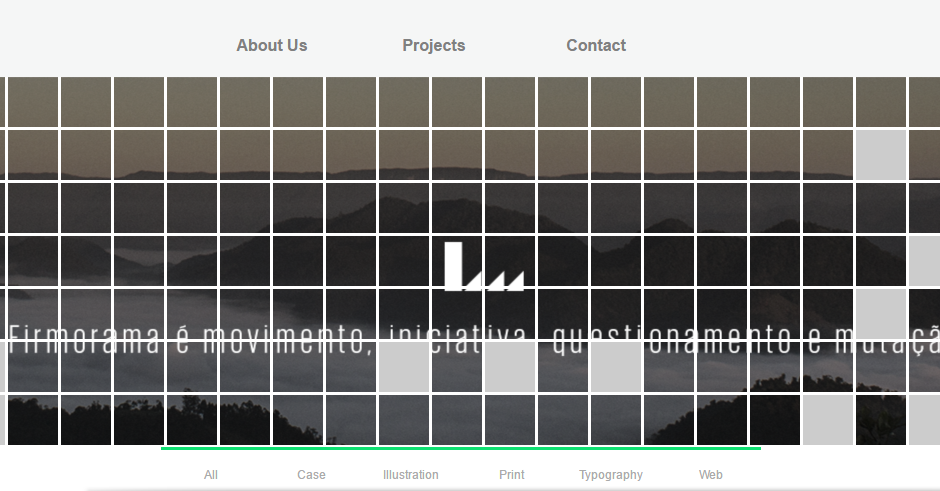 About Us Projects Contact
Firmorama é movimento, iniciativa, questionamento e mutaçã
All Case Illustration Print Typography Web